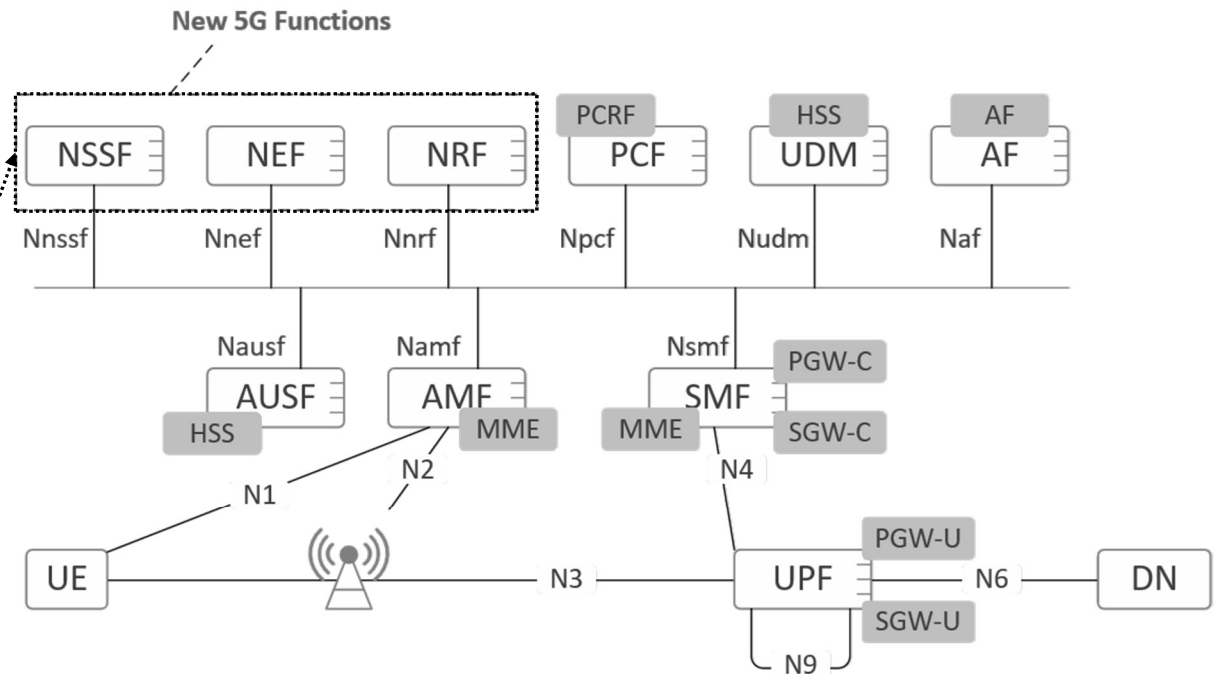 New 5G Functions
PCRF
HSS
AF
NSSF
NEF
NRF
PCF
UDM
AF
Nnssf
Nnef
Nnrf
Npcf
Nudm
Naf
Nausf
Namf
Nsmf
PGW-C
AUSF
AMF
SMF
HSS
MME
MME
SGW-C
N2
N4
N1
PGW-U
UE
N3
UPF
N6
DN
SGW-U
N9